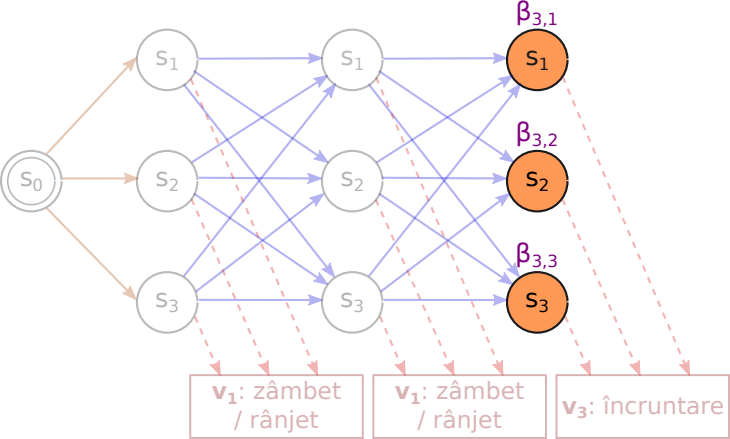 β3,1
s1 s1 s1
β3,2
s0 s2 s2 s2
β3,3
s3 s3 s3
v1: zâmbet
/ rânjet
v1: zâmbet
/ rânjet
v3: încruntare